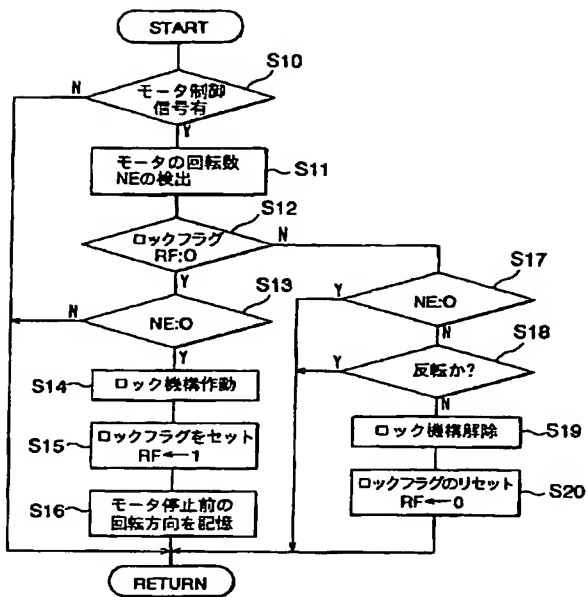 START
S10
N
モータ制御
信号有
Y
モータの回転数
NEの検出
S11
S12
ロックフラグ
RF:0
N
Y
S13
N
NE:0
Y
S17
Y
NE:0
N
S18
Y
反転か?
N
S14
ロック機構作動
S19
ロック機構解除
S15
ロックフラグをセット
RF←1
S20
ロックフラグのリセット
RF←0
S16
モータ停止前の
回転方向を記憶
RETURN